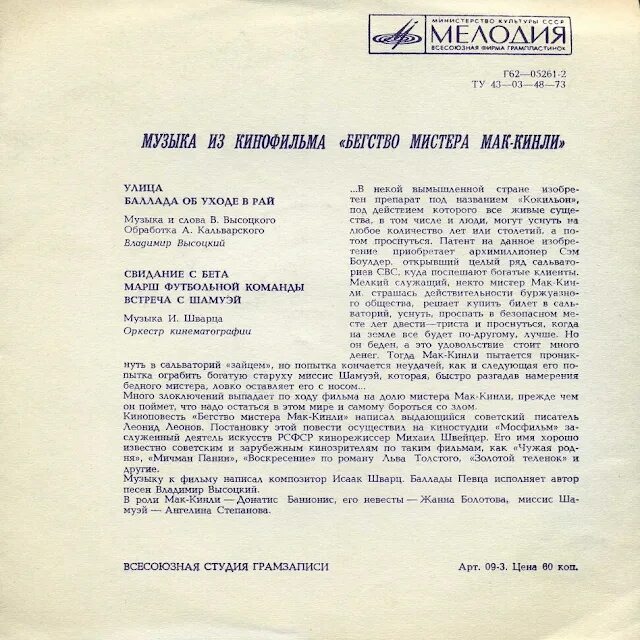 МИНИСТЕРСТВО КУЛЬТУРЫ СССР
МЕЛОДИЯ
ВСЕСОЮЗНАЯ ФИРМА ГРАМПЛАСТИНОК
Г62—05261-2
ТУ 43—03—48—73
МУЗЫКА ИЗ КИНОФИЛЬМА «БЕГСТВО МИСТЕРА МАК-КИНЛИ»
УЛИЦА
БАЛЛАДА ОБ УХОДЕ В РАЙ
Музыка и слова В. Высоцкого
Обработка А. Кальварского
Владимир Высоцкий
СВИДАНИЕ С БЕТА
МАРШ ФУТБОЛЬНОЙ КОМАНДЫ
ВСТРЕЧА С ШАМУЭЙ
Музыка И. Шварца
Оркестр кинематографии
...В некой вымышленной стране изобре-
тен препарат под названием «Кокильон»,
под действием которого все живые суще-
ства, в том числе и люди, могут уснуть на
любое количество лет или столетий, а по-
том проснуться. Патент на данное изобре-
тение приобретает архимиллионер Сэм
Боулдер, открывший целый ряд сальвато-
риев СВС, куда поспешают богатые клиенты.
Мелкий служащий, некто мистер Мак-Кин-
ли, страшась действительности буржуазно-
го общества, решает купить билет в саль-
ваторий, уснуть, проспать в безопасном ме-
сте лет двести—триста и проснуться, когда
на земле все будет по-другому, лучше. Но
он беден, а это удовольствие стоит много
денег. Тогда Мак-Кинли пытается проник-
нуть в сальваторий «зайцем», но попытка кончается неудачей, как и следующая его по-
пытка ограбить богатую старуху миссис Шамуэй, которая, быстро разгадав намерения
бедного мистера, ловко оставляет его с носом...
Много злоключений выпадает по ходу фильма на долю мистера Мак-Кинли, прежде чем
он поймет, что надо остаться в этом мире и самому бороться со злом.
Киноповесть «Бегство мистера Мак-Кинли» написал выдающийся советский писатель
Леонид Леонов. Постановку этой повести осуществил на киностудии «Мосфильм» за-
служенный деятель искусств РСФСР кинорежиссер Михаил Швейцер. Его имя хорошо
известно советским и зарубежным кинозрителям по таким фильмам, как «Чужая род-
ня», «Мичман Панин», «Воскресение» по роману Льва Толстого, «Золотой теленок» и
другие.
Музыку к фильму написал композитор Исаак Шварц. Баллады Певца исполняет автор
песен Владимир Высоцкий.
В роли Мак-Кинли — Донатис Банионис, его невесты — Жанна Болотова, миссис Ша-
муэй — Ангелина Степанова.
ВСЕСОЮЗНАЯ СТУДИЯ ГРАМЗАПИСИ
Арт. 09-3. Цена 60 коп.